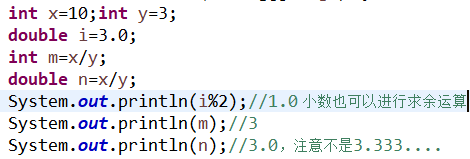 int x=10;int y=3;
double i=3.0;
int m=x/y;
double n=x/y;
System.out.println(i%2);//1.0 小数也可以进行求余运算
System.out.println(m);//3
System.out.println(n);//3.0，注意不是3.333....